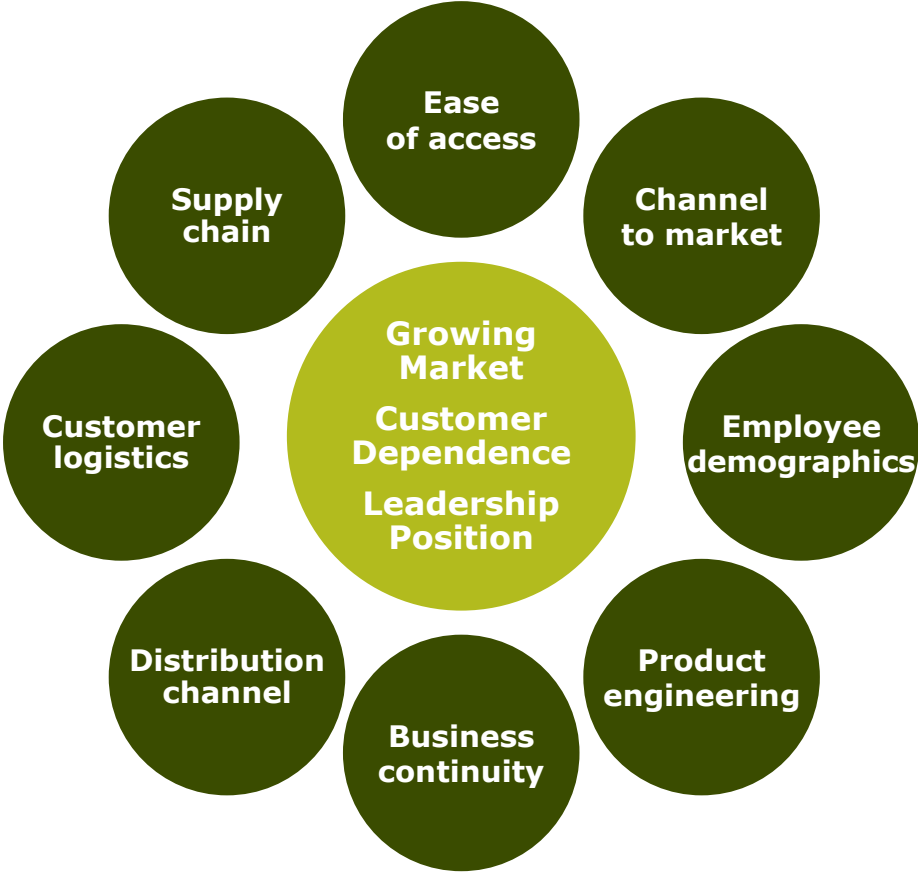 Ease
of access
Channel
to market
Employee
demographics
Product
engineering
Business
continuity
Distribution
channel
Customer
logistics
Supply
chain
Growing
Market
Customer
Dependence
Leadership
Position